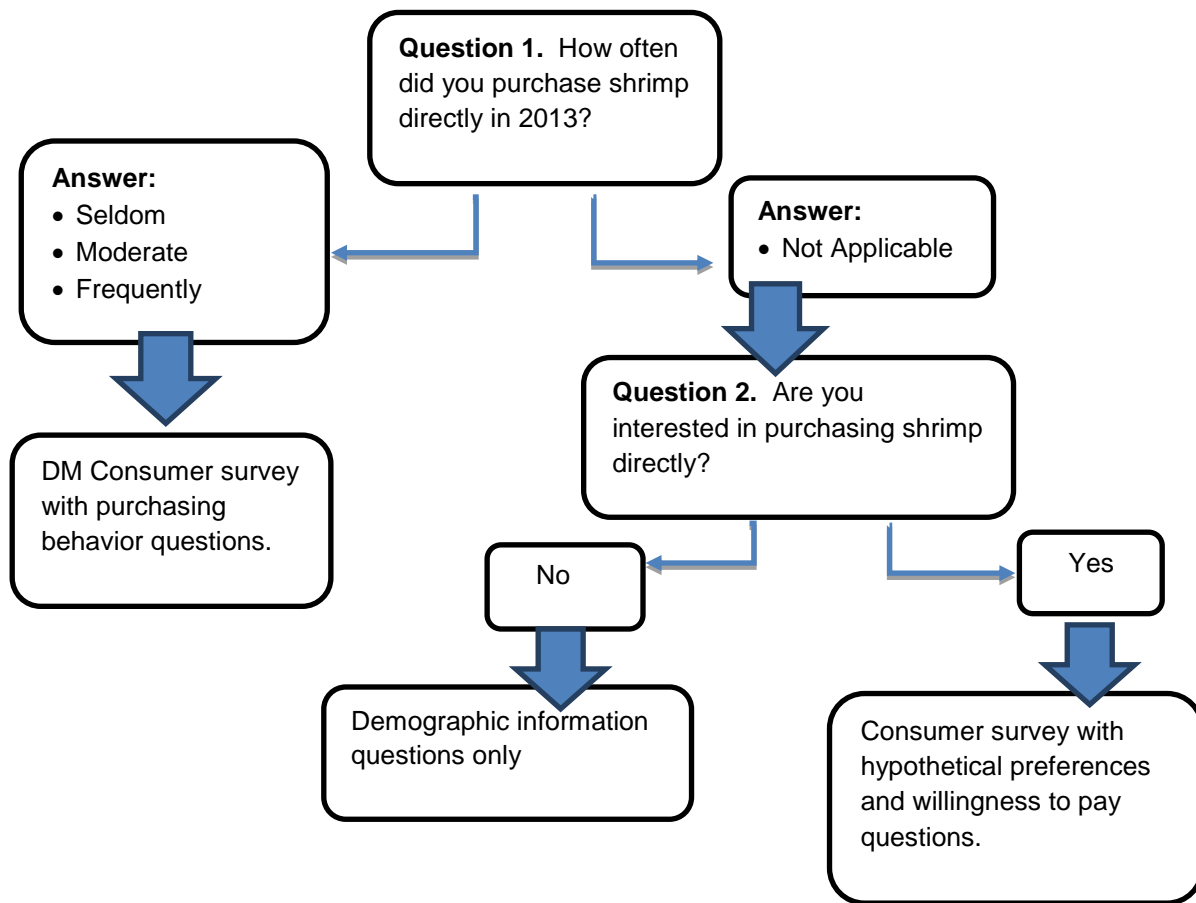 Question 1.  How often
did you purchase shrimp
directly in 2013?
Answer:
• Seldom
• Moderate
• Frequently
Answer:
• Not Applicable
DM Consumer survey
with purchasing
behavior questions.
Question 2.  Are you
interested in purchasing shrimp
directly?
No
Yes
Demographic information
questions only
Consumer survey with
hypothetical preferences
and willingness to pay
questions.